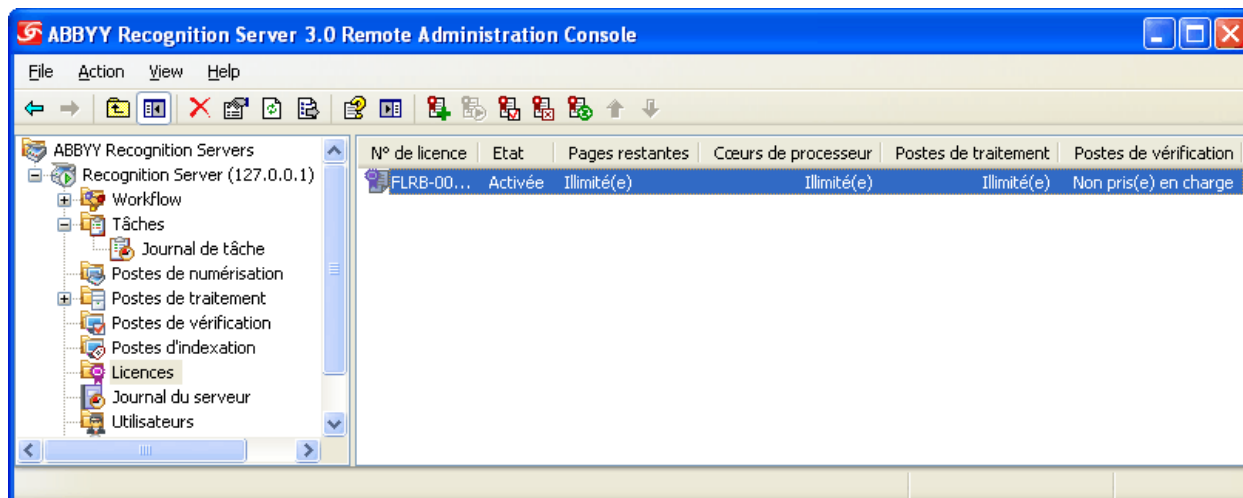 ABBYY Recognition Server 3.0 Remote Administration Console
File Action View Help
ABBYY Recognition Servers
Recognition Server (127.0.0.1)
Workflow
Tâches
Journal de tâche
Postes de numérisation
Postes de traitement
Postes de vérification
Postes d'indexation
Licences
Journal du serveur
Utilisateurs
N° de licence Etat Pages restantes Cœurs de processeur Postes de traitement Postes de vérification
FLRB-00... Activée Illimité(e) Illimité(e) Illimité(e) Non pris(e) en charge